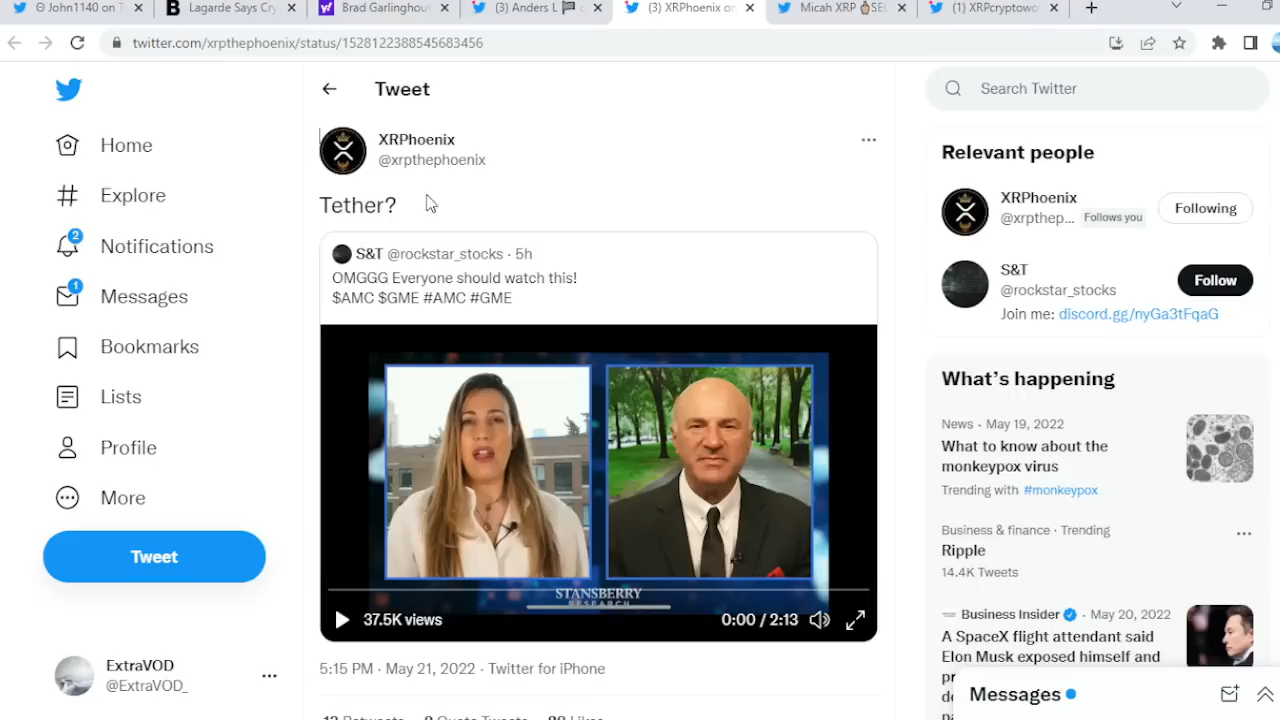 John1140 on T
Lagarde Says Cry
Brad Garlinghous
(3) Anders L
(3) XRPhoenix on
Micah XRP
(1) XRPcryptowo
twitter.com/xrpthephoenix/status/1528122388545683456
Home
Explore
2
Notifications
1
Messages
Bookmarks
Lists
Profile
More
Tweet
ExtraVOD
@ExtraVOD_
Tweet
XRPhoenix
@xrpthephoenix
Tether?
S&T @rockstar_stocks · 5h
OMGGG Everyone should watch this!
$AMC $GME #AMC #GME
STANSBERRY
RESEARCH
37.5K views
0:00 / 2:13
5:15 PM · May 21, 2022 · Twitter for iPhone
Search Twitter
Relevant people
XRPhoenix
@xrpthep... Follows you
Following
S&T
@rockstar_stocks
Follow
Join me: discord.gg/nyGa3tFqaG
What's happening
News · May 19, 2022
What to know about the
monkeypox virus
Trending with #monkeypox
Business & finance · Trending
Ripple
14.4K Tweets
Business Insider · May 20, 2022
A SpaceX flight attendant said
Elon Musk exposed himself and
Messages